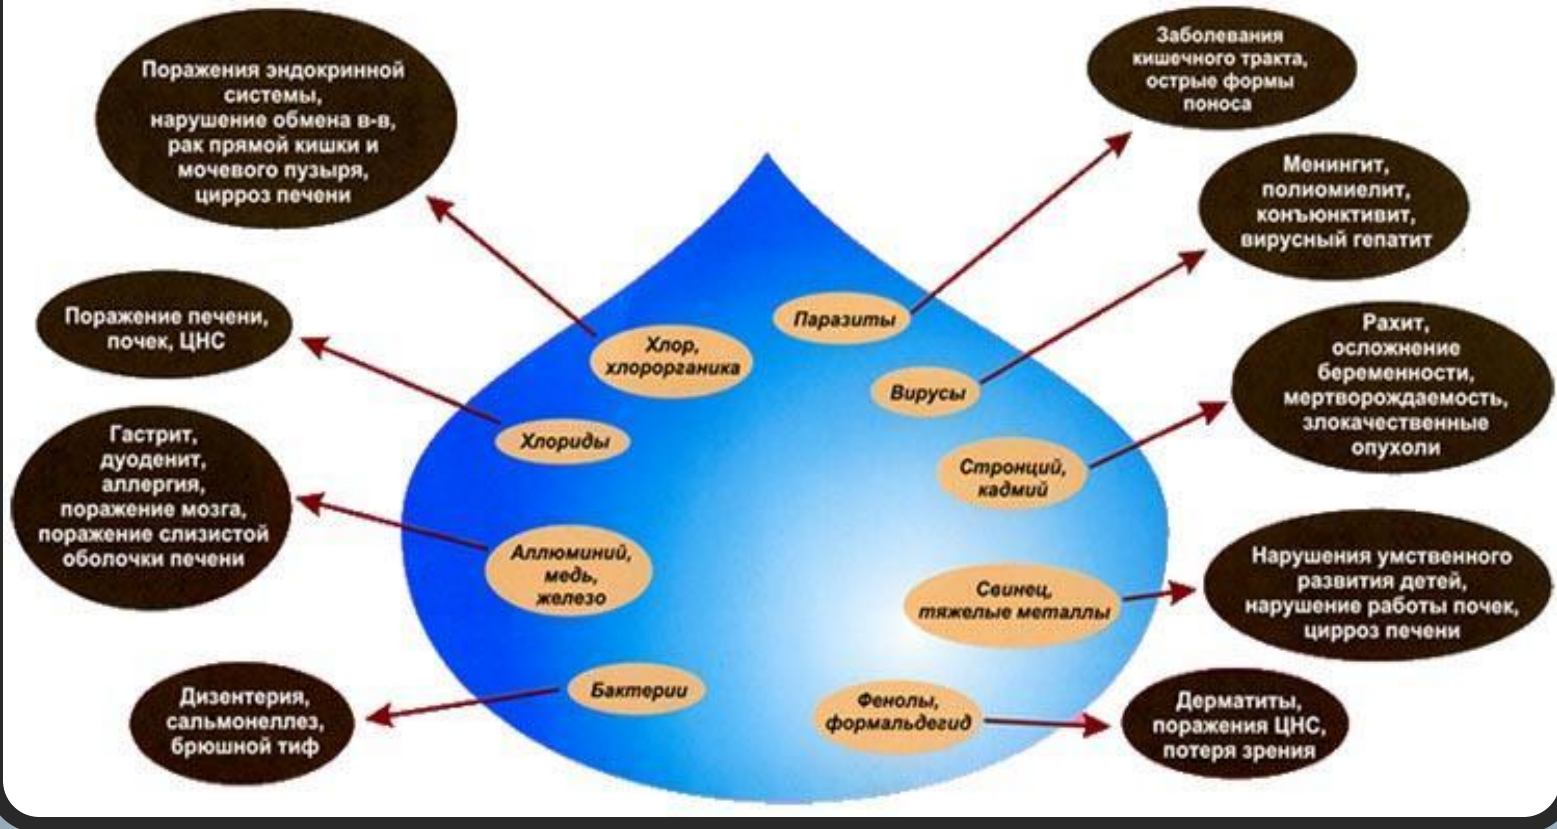 Поражения эндокринной
системы,
нарушение обмена в-в,
рак прямой кишки и
мочевого пузыря,
цирроз печени
Поражение печени,
почек, ЦНС
Гастрит,
дуоденит,
аллергия,
поражение мозга,
поражение слизистой
оболочки печени
Дизентерия,
сальмонеллез,
брюшной тиф
Хлор,
хлорорганика
Хлориды
Аллюминий,
медь,
железо
Бактерии
Паразиты
Вирусы
Стронций,
кадмий
Свинец,
тяжелые металлы
Фенолы,
формальдегид
Заболевания
кишечного тракта,
острые формы
поноса
Менингит,
полиомиелит,
конъюнктивит,
вирусный гепатит
Рахит,
осложнение
беременности,
мертворождаемость,
злокачественные
опухоли
Нарушения умственного
развития детей,
нарушение работы почек,
цирроз печени
Дерматиты,
поражения ЦНС,
потеря зрения